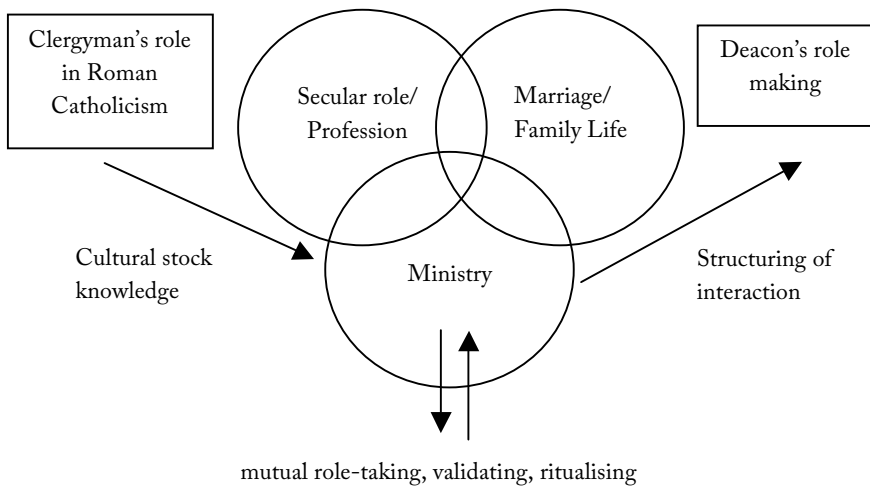 Clergyman’s role
in Roman
Catholicism
Secular role/
Profession
Marriage/
Family Life
Deacon’s role
making
Cultural stock
knowledge
Ministry
Structuring of
interaction
mutual role-taking, validating, ritualising